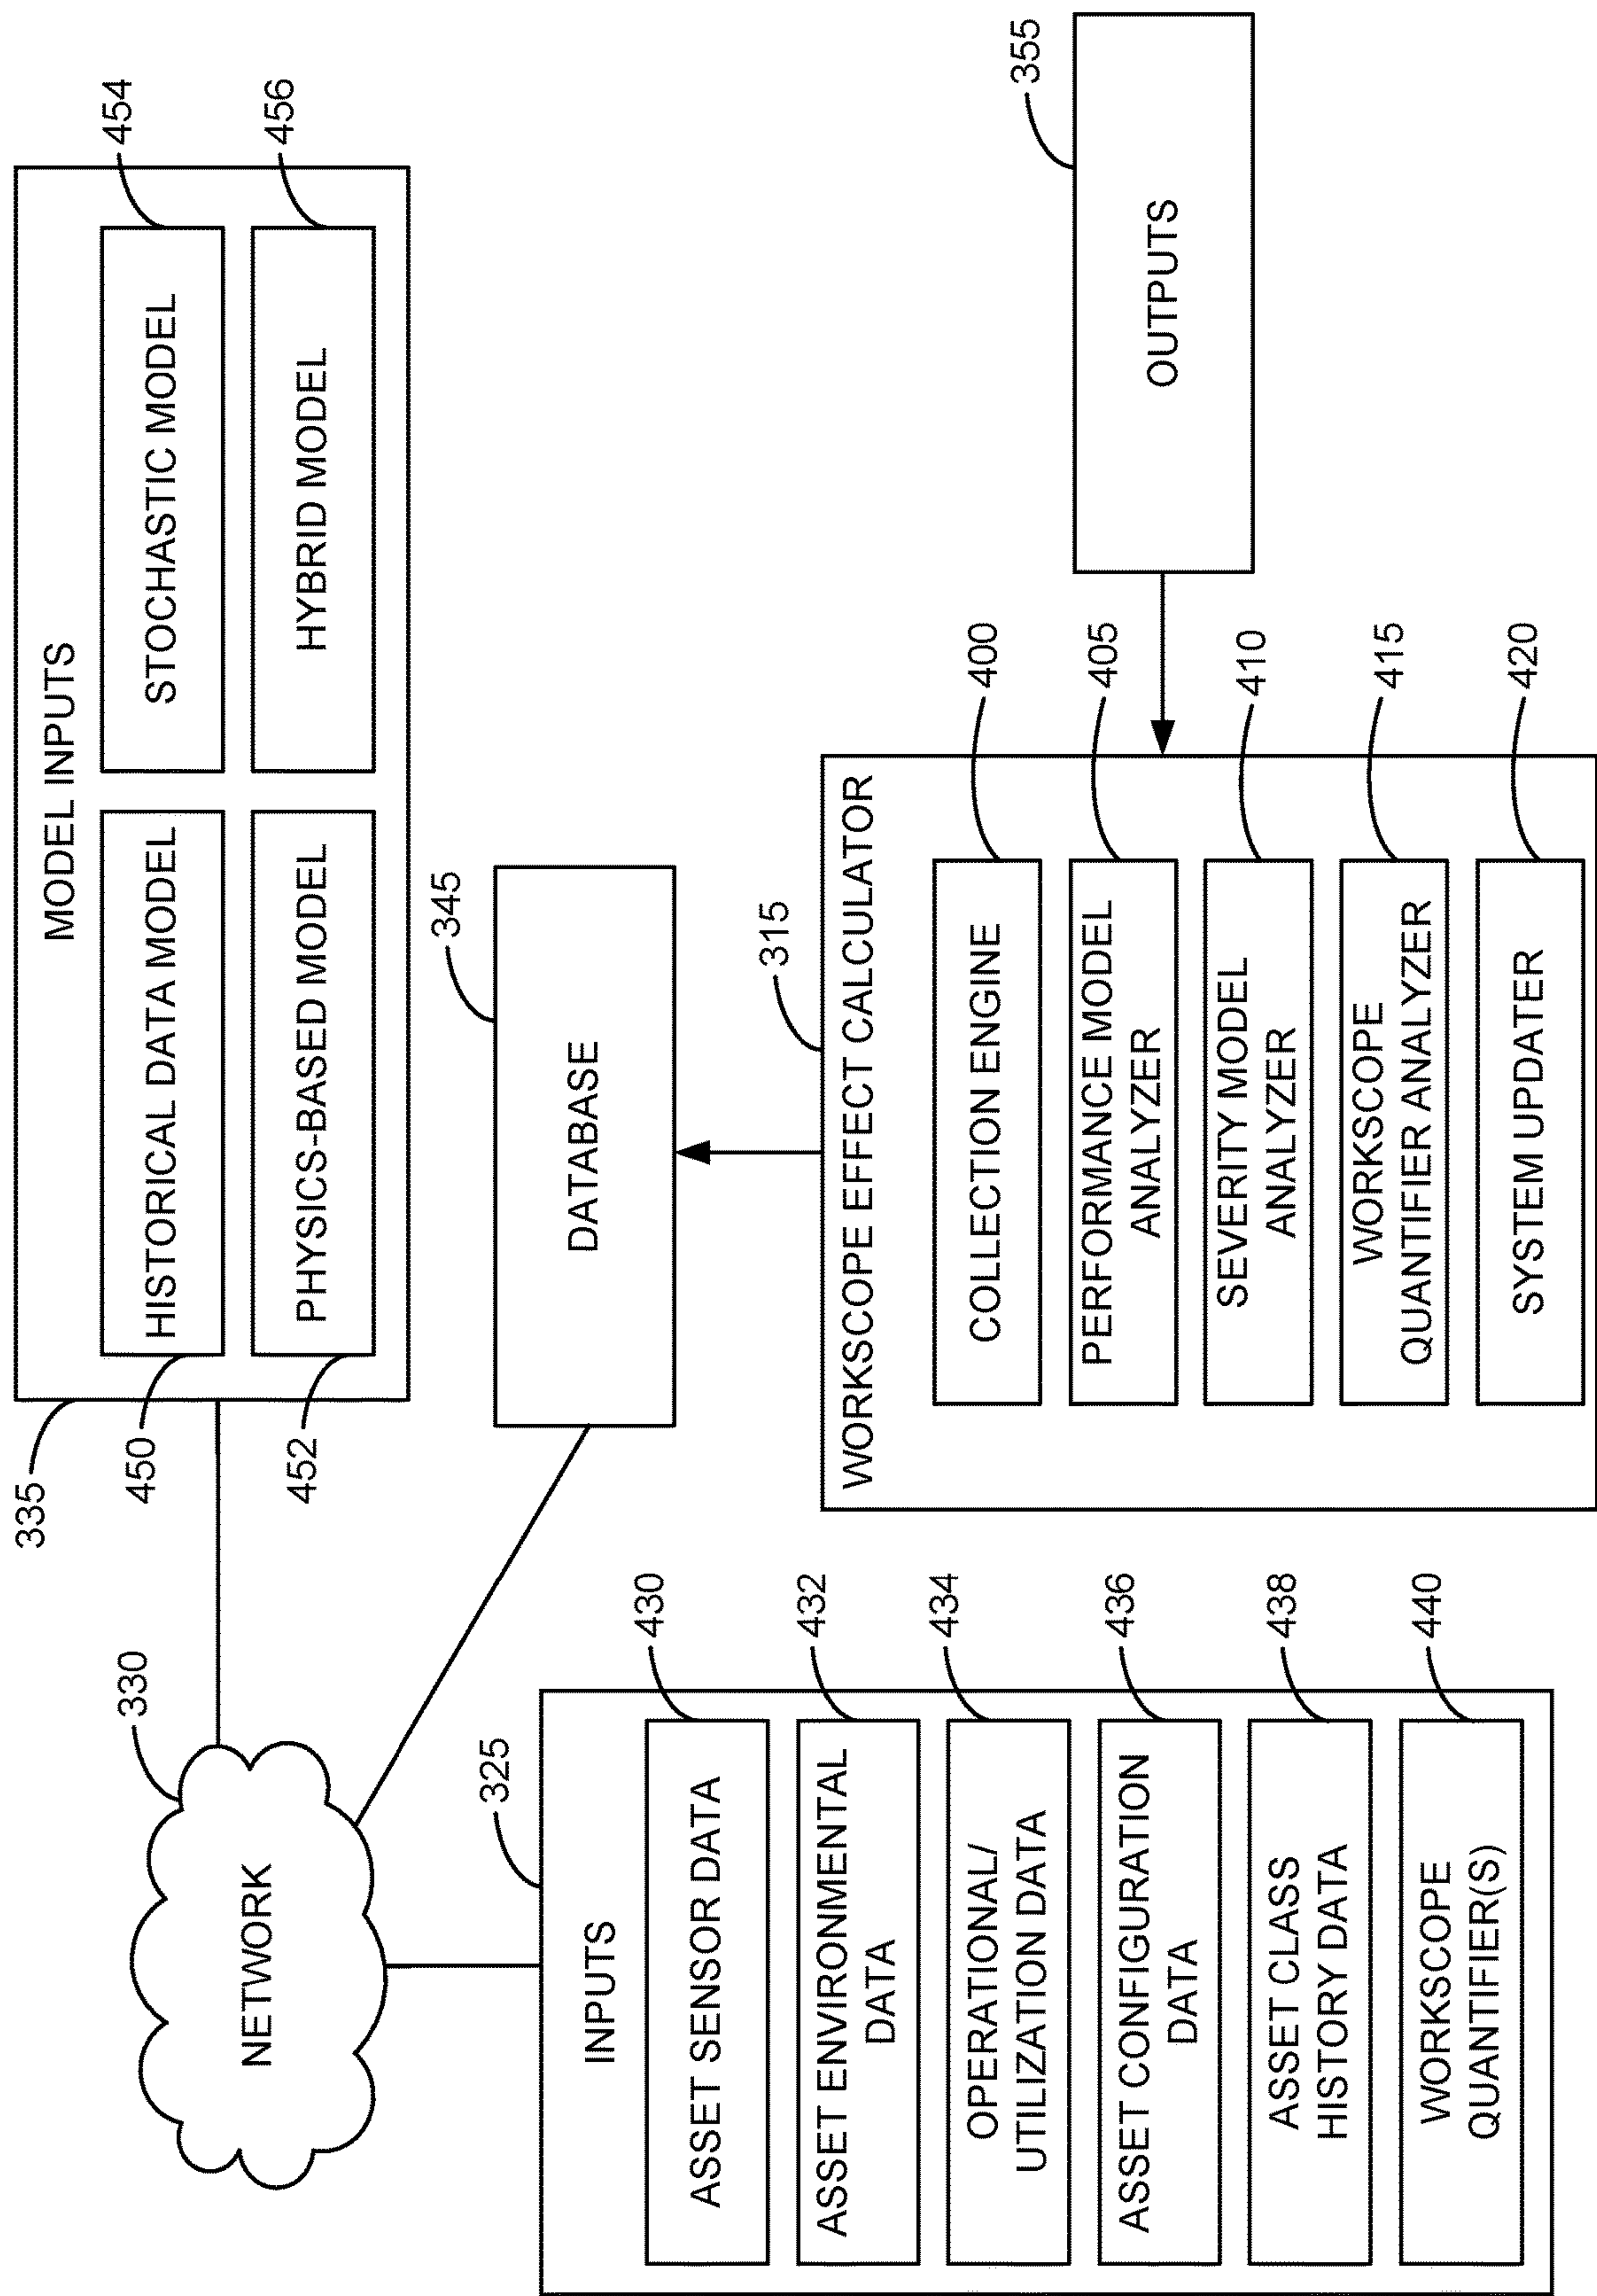 335
MODEL INPUTS
450
HISTORICAL DATA MODEL
STOCHASTIC MODEL
454
452
PHYSICS-BASED MODEL
HYBRID MODEL
456
330
NETWORK
345
DATABASE
325
INPUTS
ASSET SENSOR DATA
430
ASSET ENVIRONMENTAL
DATA
432
OPERATIONAL/
UTILIZATION DATA
434
ASSET CONFIGURATION
DATA
436
ASSET CLASS
HISTORY DATA
438
WORKSCOPE
QUANTIFIER(S)
440
315
WORKSCOPE EFFECT CALCULATOR
COLLECTION ENGINE
400
PERFORMANCE MODEL
ANALYZER
405
SEVERITY MODEL
ANALYZER
410
WORKSCOPE
QUANTIFIER ANALYZER
415
SYSTEM UPDATER
420
355
OUTPUTS